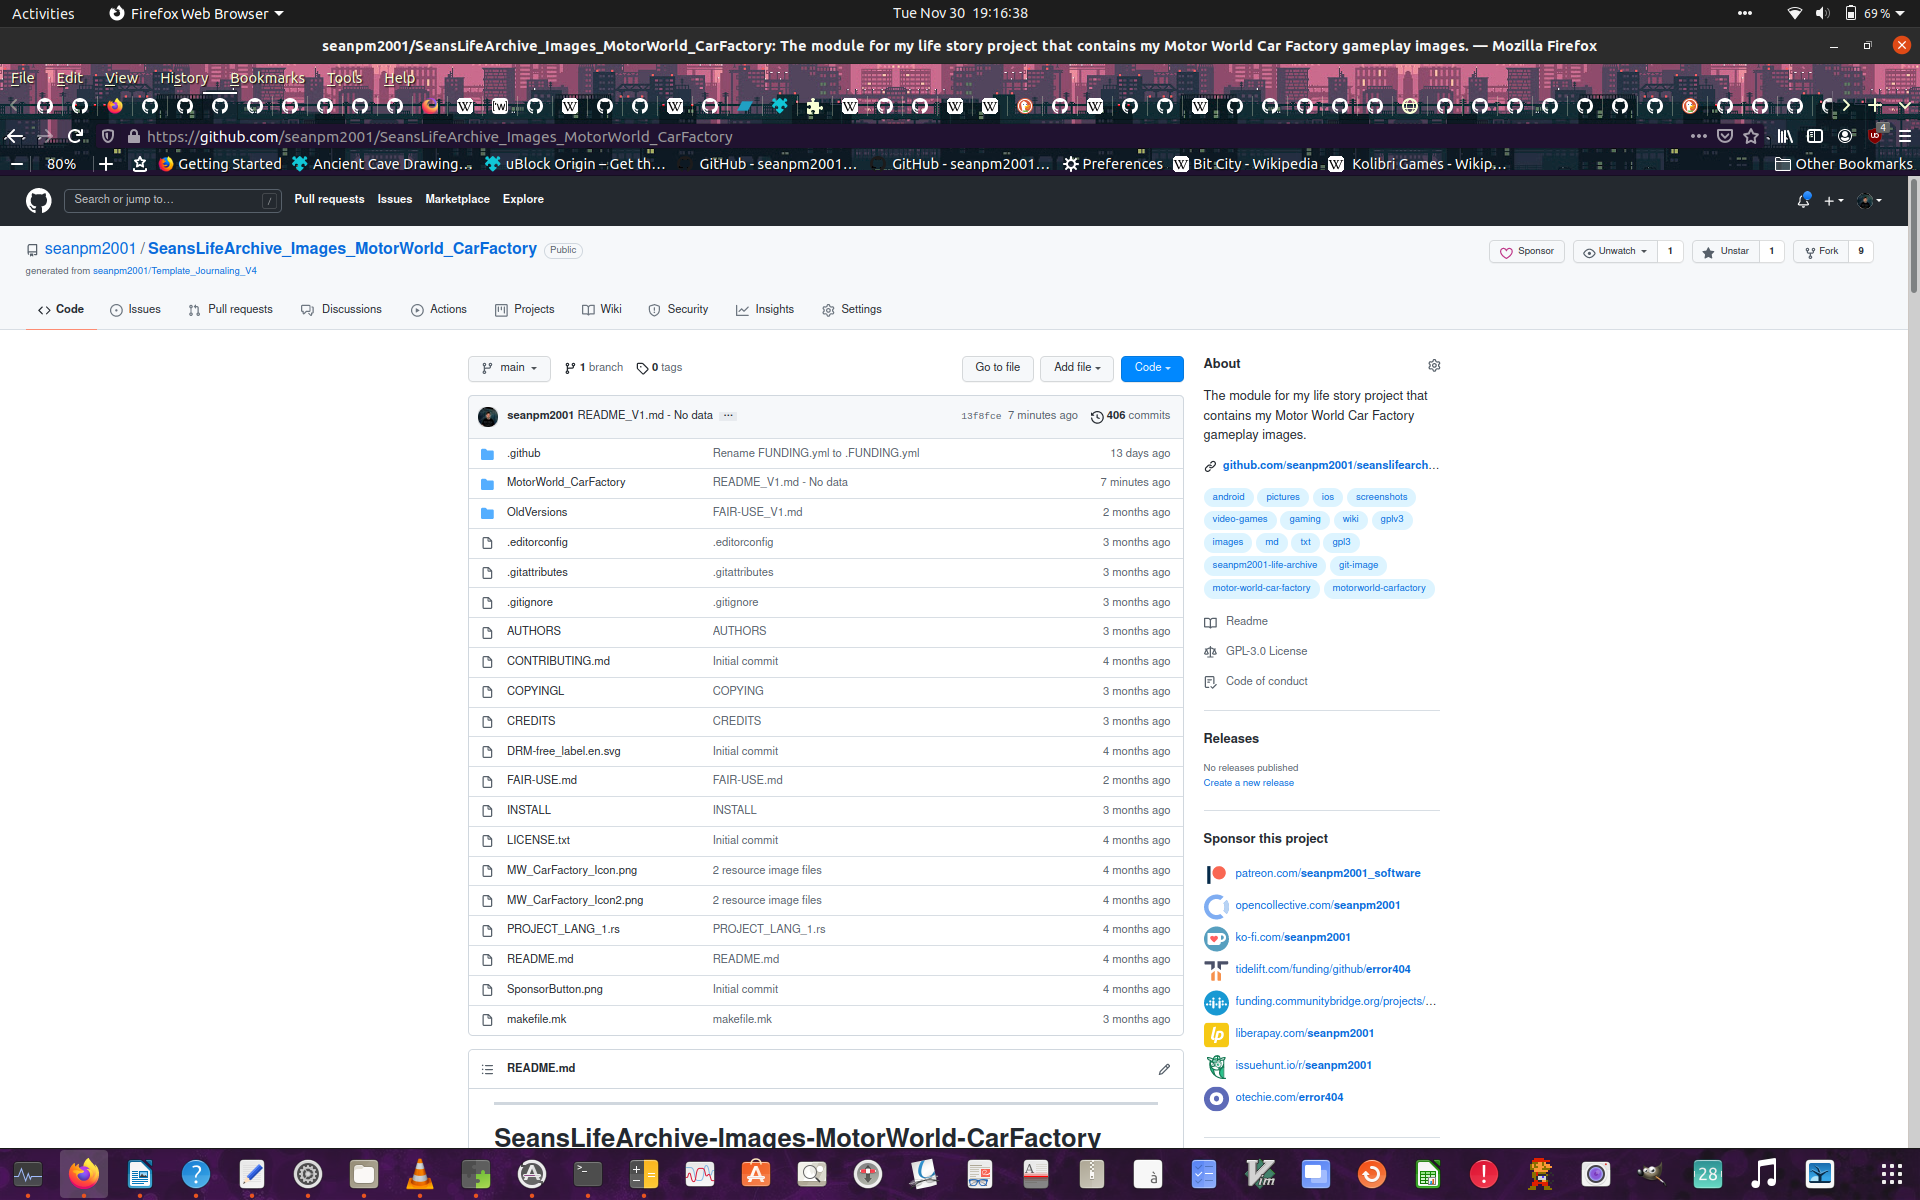 Activities
Firefox Web Browser
Tue Nov 30 19:16:38
69 %
seanpm2001/SeansLifeArchive_Images_MotorWorld_CarFactory: The module for my life story project that contains my Motor World Car Factory gameplay images. — Mozilla Firefox
File Edit View History Bookmarks Tools Help
https://github.com/seanpm2001/SeansLifeArchive_Images_MotorWorld_CarFactory
4
80% Getting Started Ancient Cave Drawing... uBlock Origin – Get th... GitHub - seanpm2001... GitHub - seanpm2001... Preferences Bit City - Wikipedia Kolibri Games - Wikip... Other Bookmarks
Search or jump to... /
Pull requests Issues Marketplace Explore
seanpm2001 / SeansLifeArchive_Images_MotorWorld_CarFactory Public
generated from seanpm2001/Template_Journaling_V4
Sponsor Unwatch 1 Unstar 1 Fork 9
Code Issues Pull requests Discussions Actions Projects Wiki Security Insights Settings
main 1 branch 0 tags Go to file Add file Code
seanpm2001 README_V1.md - No data ... 13f8fce 7 minutes ago 406 commits
.github Rename FUNDING.yml to .FUNDING.yml 13 days ago
MotorWorld_CarFactory README_V1.md - No data 7 minutes ago
OldVersions FAIR-USE_V1.md 2 months ago
.editorconfig .editorconfig 3 months ago
.gitattributes .gitattributes 3 months ago
.gitignore .gitignore 3 months ago
AUTHORS AUTHORS 3 months ago
CONTRIBUTING.md Initial commit 4 months ago
COPYINGL COPYING 3 months ago
CREDITS CREDITS 3 months ago
DRM-free_label.en.svg Initial commit 4 months ago
FAIR-USE.md FAIR-USE.md 2 months ago
INSTALL INSTALL 3 months ago
LICENSE.txt Initial commit 4 months ago
MW_CarFactory_Icon.png 2 resource image files 4 months ago
MW_CarFactory_Icon2.png 2 resource image files 4 months ago
PROJECT_LANG_1.rs PROJECT_LANG_1.rs 4 months ago
README.md README.md 4 months ago
SponsorButton.png Initial commit 4 months ago
makefile.mk makefile.mk 3 months ago
README.md
SeansLifeArchive-Images-MotorWorld-CarFactory
About
The module for my life story project that
contains my Motor World Car Factory
gameplay images.
github.com/seanpm2001/seanslifearch...
android pictures ios screenshots
video-games gaming wiki gplv3
images md txt gpl3
seanpm2001-life-archive git-image
motor-world-car-factory motorworld-carfactory
Readme
GPL-3.0 License
Code of conduct
Releases
No releases published
Create a new release
Sponsor this project
patreon.com/seanpm2001_software
opencollective.com/seanpm2001
ko-fi.com/seanpm2001
tidelift.com/funding/github/error404
funding.communitybridge.org/projects/...
liberapay.com/seanpm2001
issuehunt.io/r/seanpm2001
otechie.com/error404
28